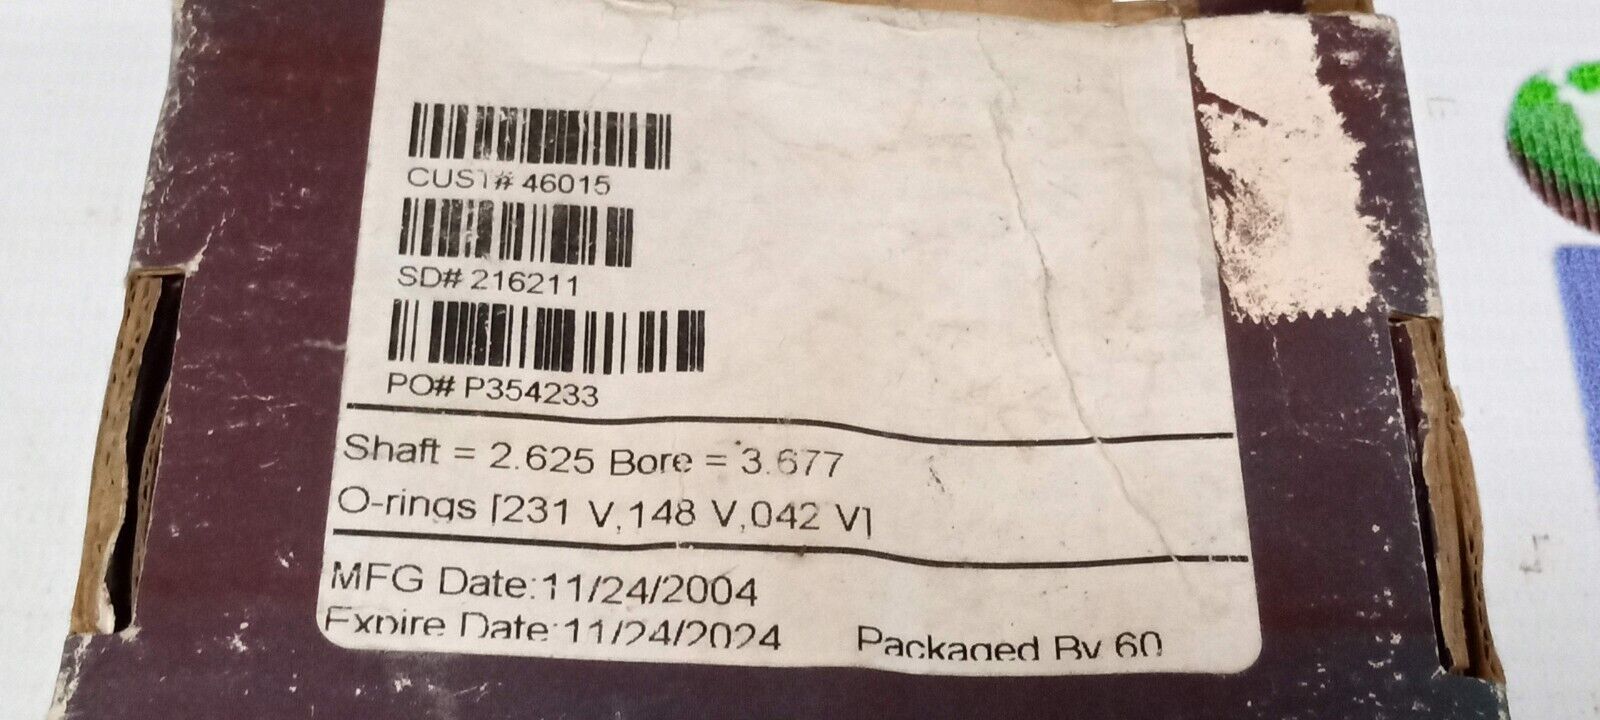 CUST# 46015
SD# 216211
PO# P354233
Shaft = 2.625 Bore = 3.677
O-rings [231 V,148 V,042 V]
MFG Date:11/24/2004
Expire Date:11/24/2024 Packaged By 60